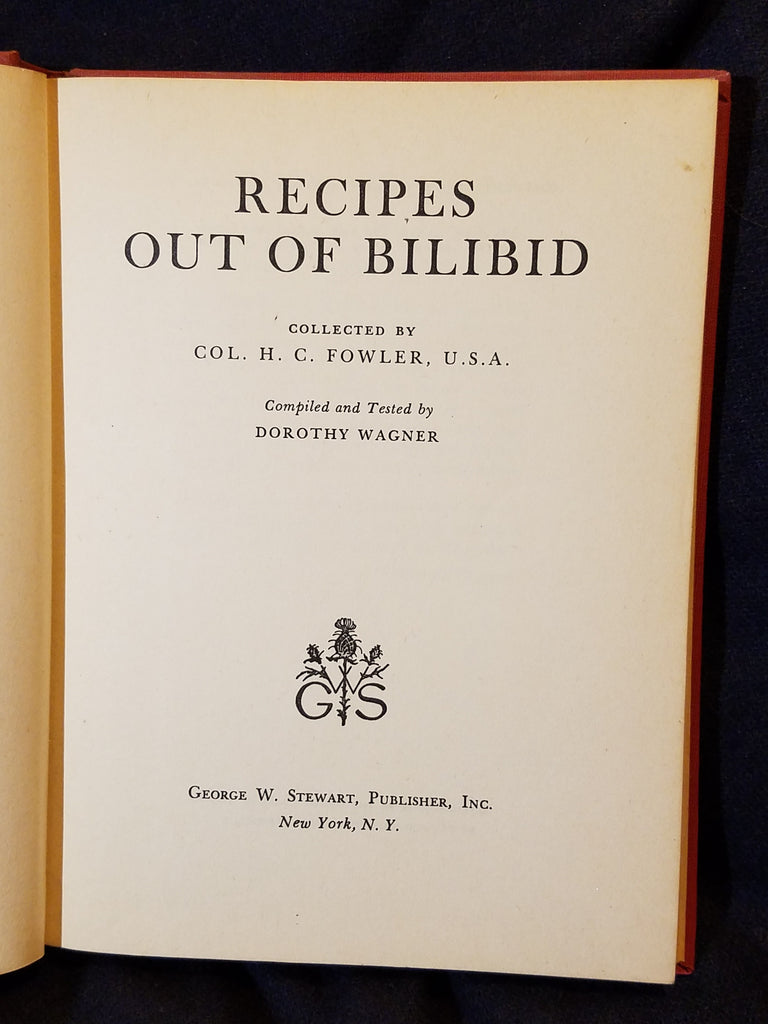 RECIPES
OUT OF BILIBID
COLLECTED BY
COL. H. C. FOWLER, U.S.A.
Compiled and Tested by
DOROTHY WAGNER
GWS
GEORGE W. STEWART, PUBLISHER, INC.
New York, N. Y.